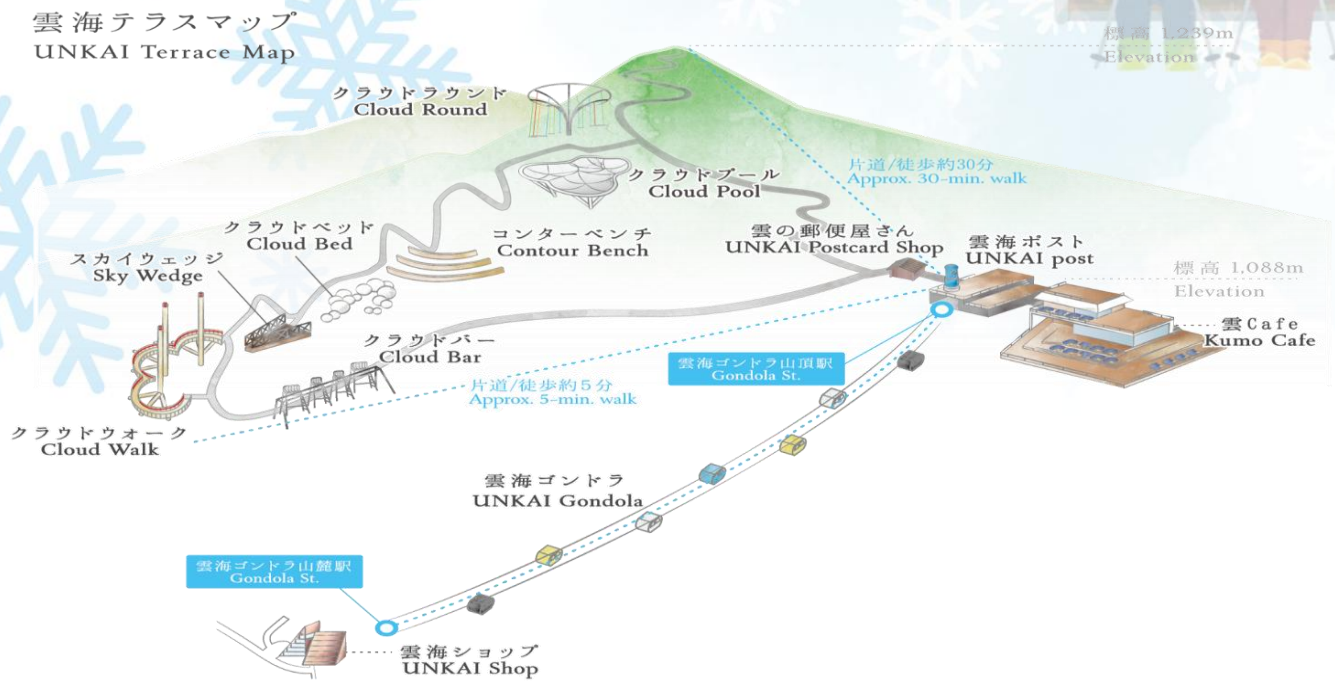 雲海テラスマップ
UNKAI Terrace Map
標高 1,239m
Elevation
クラウドラウンド
Cloud Round
クラウドプール
Cloud Pool
片道/徒歩約30分
Approx. 30-min. walk
クラウドベッド
Cloud Bed
コンターベンチ
Contour Bench
雲の郵便屋さん
UNKAI Postcard Shop
雲海ポスト
UNKAI post
スカイウェッジ
Sky Wedge
標高 1,088m
Elevation
雲Cafe
Kumo Cafe
クラウドバー
Cloud Bar
雲海ゴンドラ山頂駅
Gondola St.
片道/徒歩約5分
Approx. 5-min. walk
クラウドウォーク
Cloud Walk
雲海ゴンドラ
UNKAI Gondola
雲海ゴンドラ山麓駅
Gondola St.
雲海ショップ
UNKAI Shop